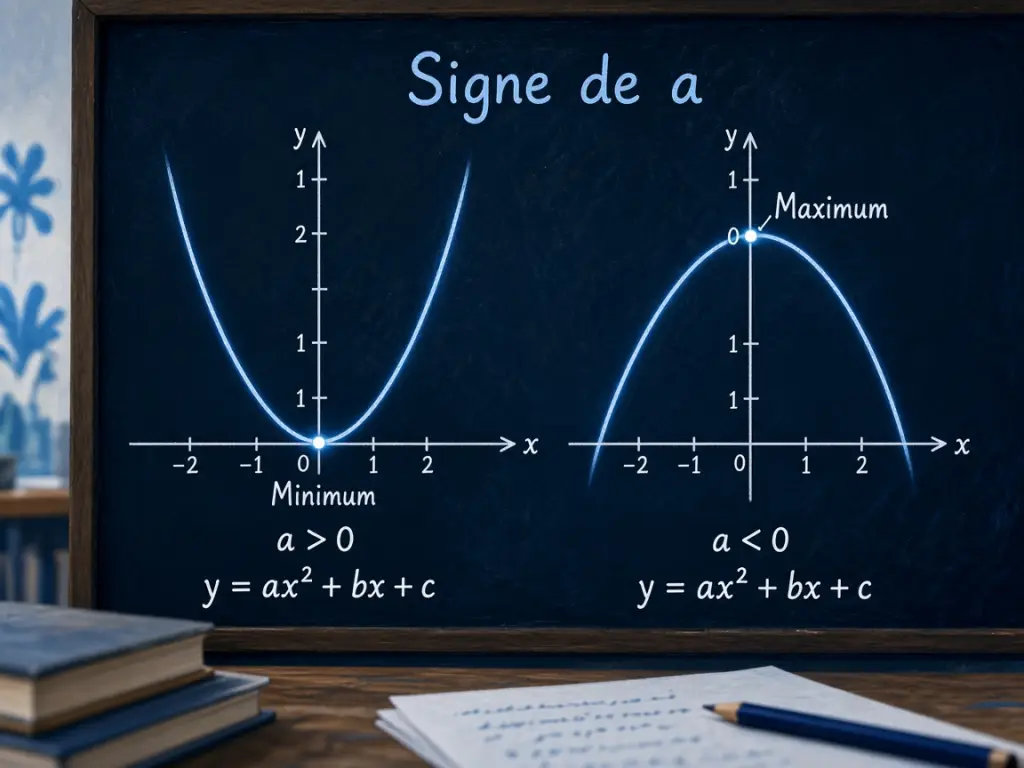 Signe de a
y
1
2
1
1
-2 -1 0 1 2 x
Minimum
a > 0
y = ax² + bx + c
y
1
Maximum
0
1
1
-2 -1 0 1 2 x
a < 0
y = ax² + bx + c